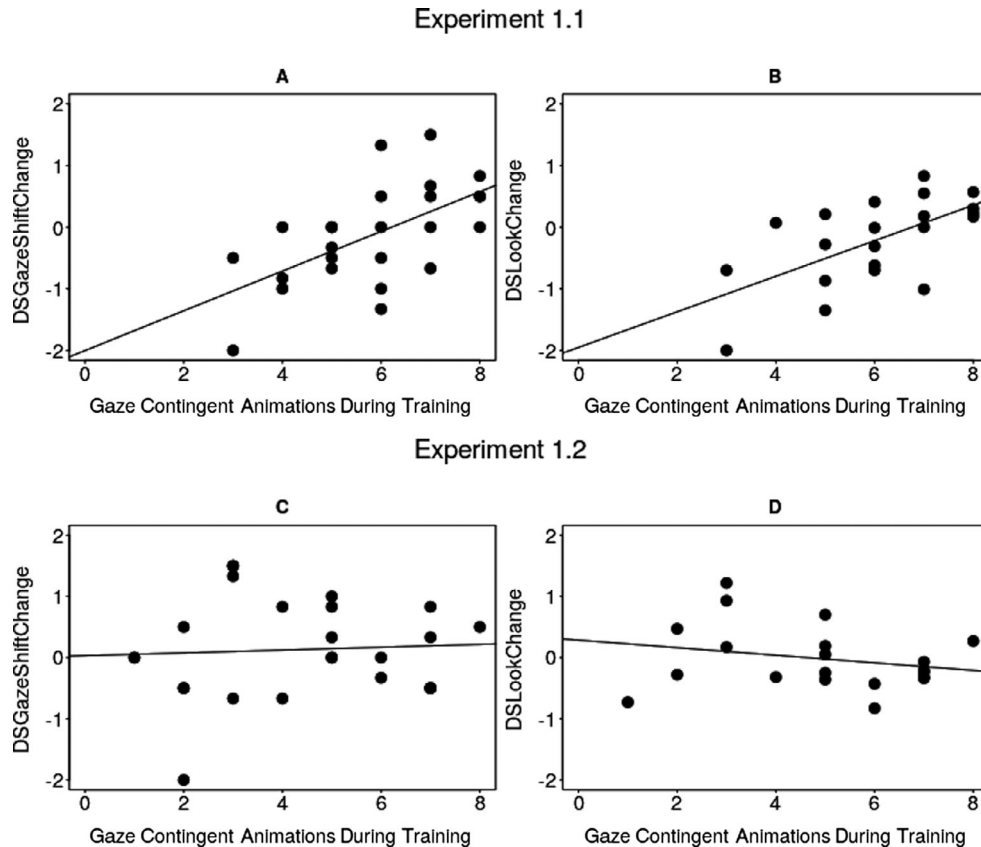 Experiment 1.1
A
B
DSGazeShiftChange
2
1
0
-1
-2
0 2 4 6 8
Gaze Contingent Animations During Training
DSLookChange
2
1
0
-1
-2
0 2 4 6 8
Gaze Contingent Animations During Training
Experiment 1.2
C
D
DSGazeShiftChange
2
1
0
-1
-2
0 2 4 6 8
Gaze Contingent Animations During Training
DSLookChange
2
1
0
-1
-2
0 2 4 6 8
Gaze Contingent Animations During Training